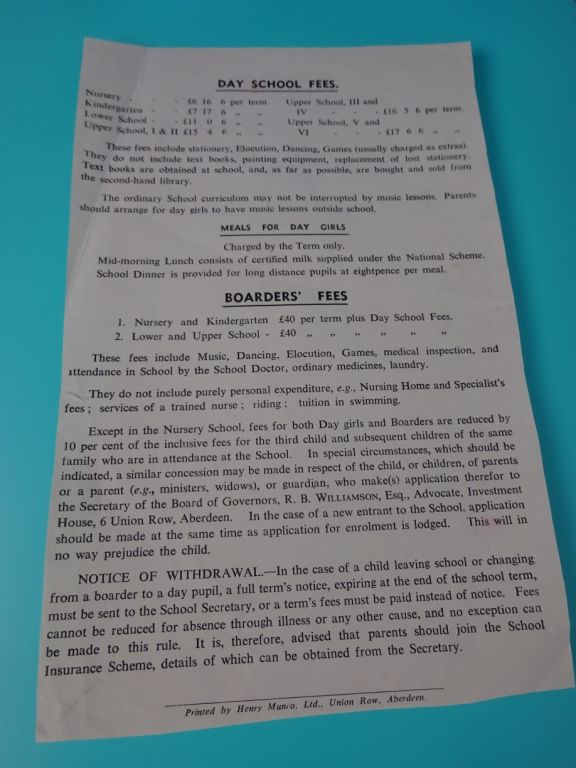 DAY SCHOOL FEES.
Nursery - - - £6 16 6 per term. Upper School, III and
Kindergarten - - £7 17 6 „ „ IV - - - £16 5 6 per term.
Lower School - - £11 0 6 „ „ Upper School, V and
Upper School, I & II £15 4 6 „ „ VI - - - £17 6 6 „ „
These fees include stationery, Elocution, Dancing, Games (usually charged as extras).
They do not include text books, painting equipment, replacement of lost stationery.
Text books are obtained at school, and, as far as possible, are bought and sold from
the second-hand library.
The ordinary School curriculum may not be interrupted by music lessons. Parents
should arrange for day girls to have music lessons outside school.
MEALS FOR DAY GIRLS
Charged by the Term only.
Mid-morning Lunch consists of certified milk supplied under the National Scheme.
School Dinner is provided for long distance pupils at eightpence per meal.
BOARDERS' FEES
1. Nursery and Kindergarten £40 per term plus Day School Fees.
2. Lower and Upper School - £40 „ „ „ „ „ „
These fees include Music, Dancing, Elocution, Games, medical inspection, and
attendance in School by the School Doctor, ordinary medicines, laundry.
They do not include purely personal expenditure, e.g., Nursing Home and Specialist's
fees ; services of a trained nurse ; riding ; tuition in swimming.
Except in the Nursery School, fees for both Day girls and Boarders are reduced by
10 per cent of the inclusive fees for the third child and subsequent children of the same
family who are in attendance at the School. In special circumstances, which should be
indicated, a similar concession may be made in respect of the child, or children, of parents
or a parent (e.g., ministers, widows), or guardian, who make(s) application therefor to
the Secretary of the Board of Governors, R. B. WILLIAMSON, Esq., Advocate, Investment
House, 6 Union Row, Aberdeen. In the case of a new entrant to the School, application
should be made at the same time as application for enrolment is lodged. This will in
no way prejudice the child.
NOTICE OF WITHDRAWAL.—In the case of a child leaving school or changing
from a boarder to a day pupil, a full term's notice, expiring at the end of the school term,
must be sent to the School Secretary, or a term's fees must be paid instead of notice. Fees
cannot be reduced for absence through illness or any other cause, and no exception can
be made to this rule. It is, therefore, advised that parents should join the School
Insurance Scheme, details of which can be obtained from the Secretary.
Printed by Henry Munro, Ltd., Union Row, Aberdeen.